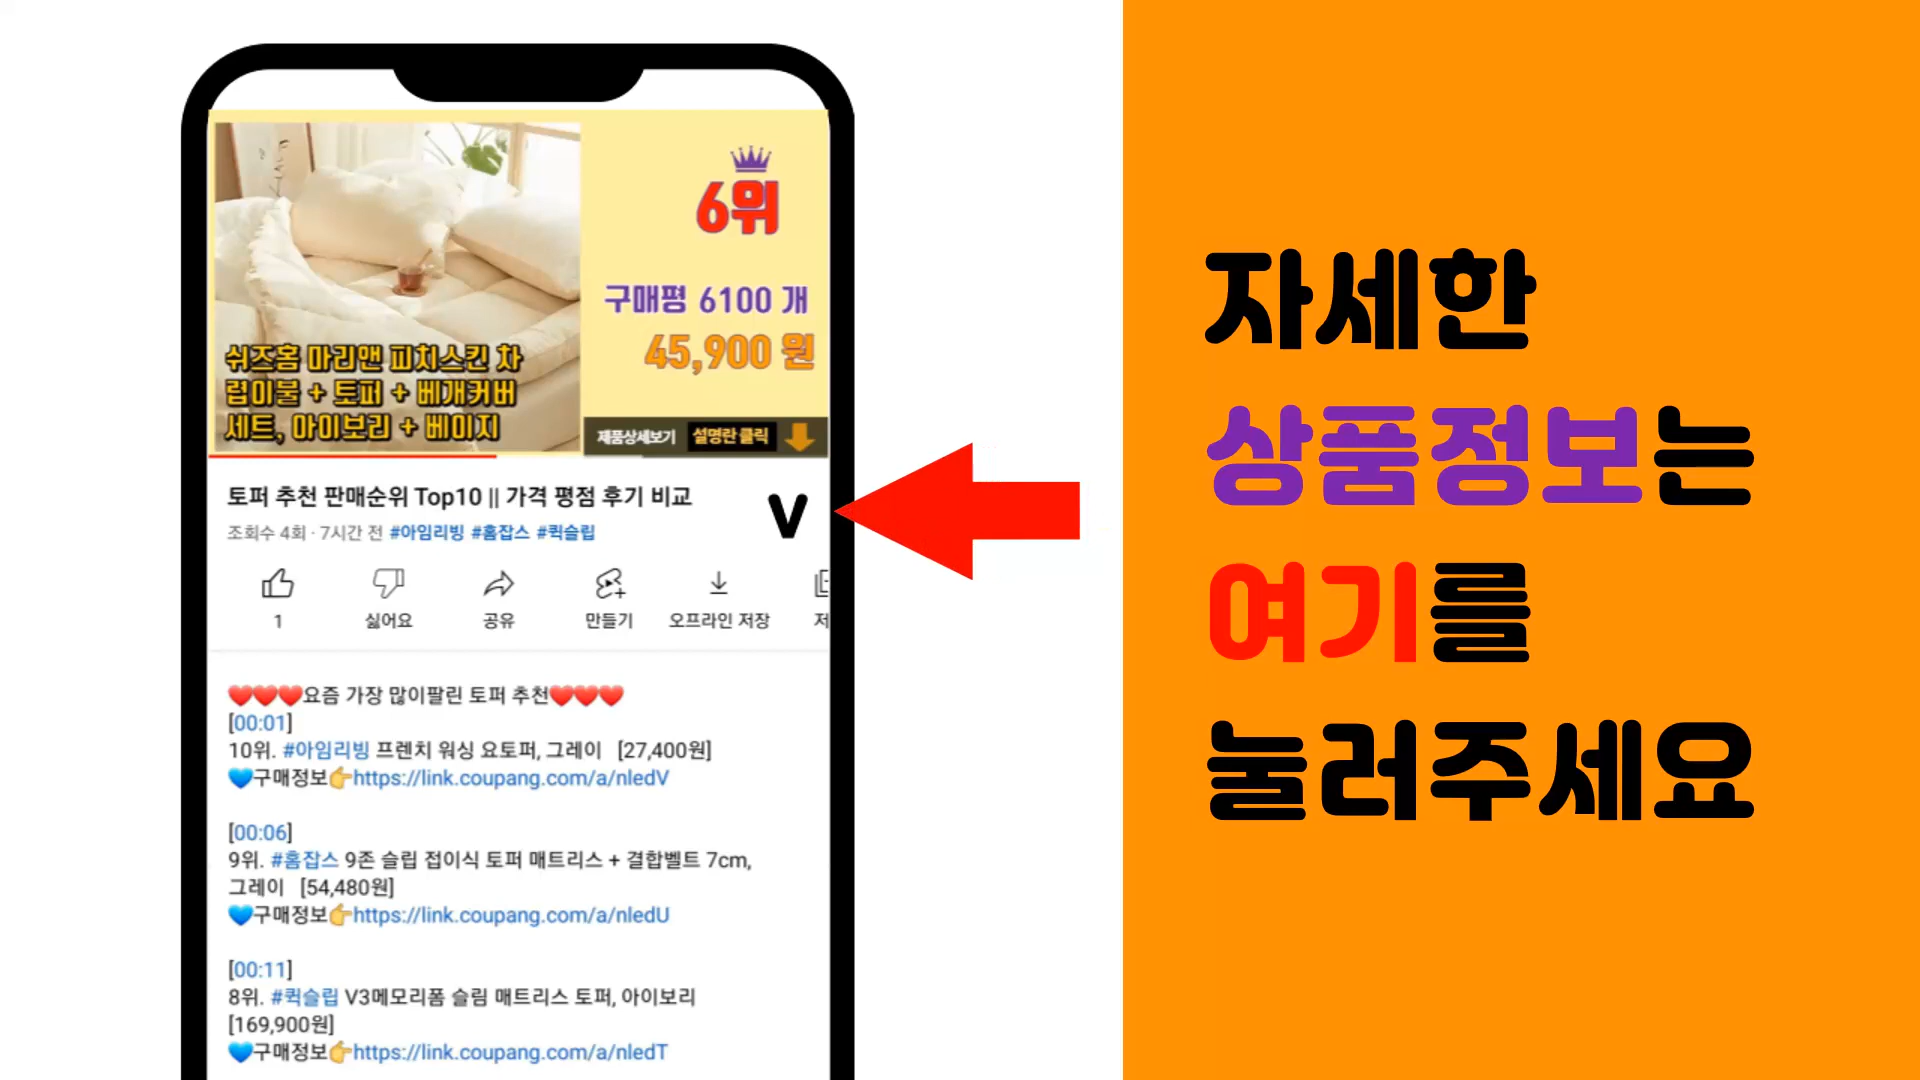 6위
구매평 6100 개
45,900 원
쉬즈홈 마리앤 피치스킨 차
렵이불 + 토퍼 + 베개커버
세트, 아이보리 + 베이지
제품상세보기 설명란 클릭
토퍼 추천 판매순위 Top10 || 가격 평점 후기 비교
V
조회수 4회 · 7시간 전 #아임리빙 #홈잡스 #퀵슬립
1 싫어요 공유 만들기 오프라인 저장 저
❤❤❤요즘 가장 많이팔린 토퍼 추천❤❤❤
[00:01]
10위. #아임리빙 프렌치 워싱 요토퍼, 그레이 [27,400원]
💙구매정보👉https://link.coupang.com/a/nledV
[00:06]
9위. #홈잡스 9존 슬립 접이식 토퍼 매트리스 + 결합벨트 7cm,
그레이 [54,480원]
💙구매정보👉https://link.coupang.com/a/nledU
[00:11]
8위. #퀵슬립 V3메모리폼 슬림 매트리스 토퍼, 아이보리
[169,900원]
💙구매정보👉https://link.coupang.com/a/nledT
자세한
상품정보는
여기를
눌러주세요